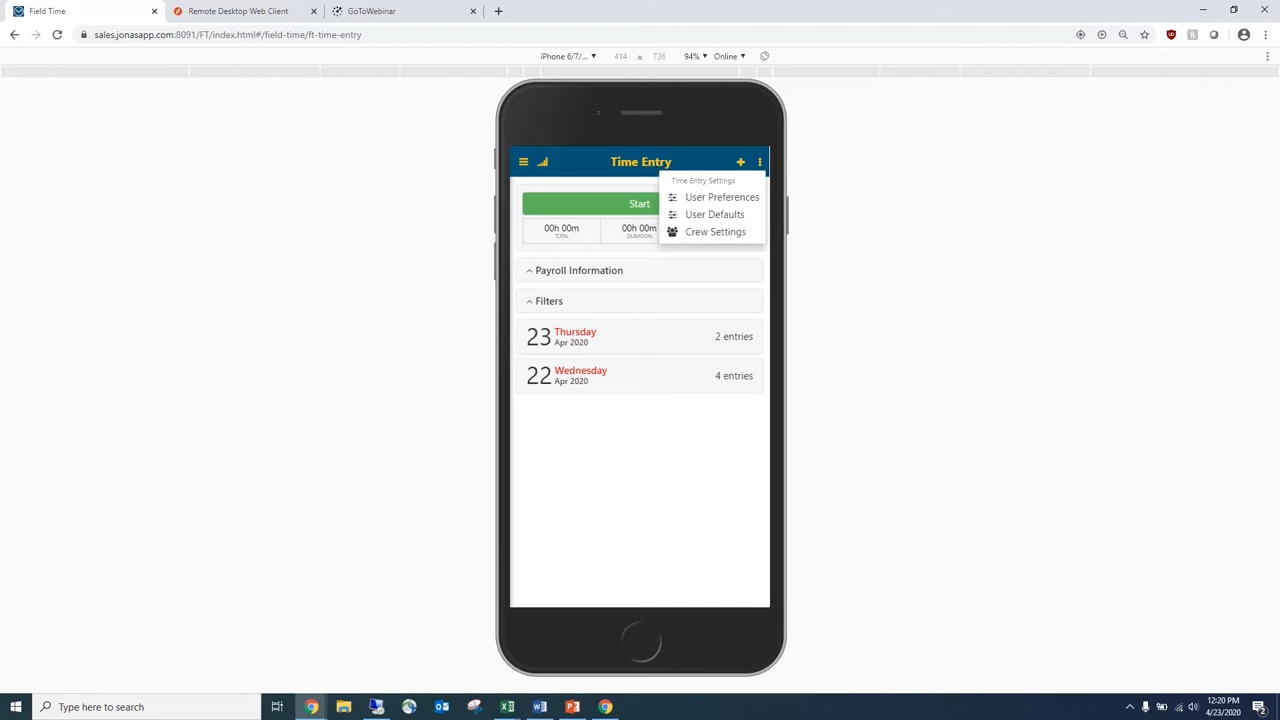 Field Time
Remote Desktop Web Client
GoToWebinar
sales.jonasapp.com:8091/FT/index.html#/field-time/ft-time-entry
iPhone 6/7/... 414 × 736 94% Online
Time Entry
Time Entry Settings
User Preferences
User Defaults
Crew Settings
Start
00h 00m
TOTAL
00h 00m
DURATION
Payroll Information
Filters
23 Thursday
Apr 2020
2 entries
22 Wednesday
Apr 2020
4 entries
Type here to search
12:20 PM
4/23/2020
2